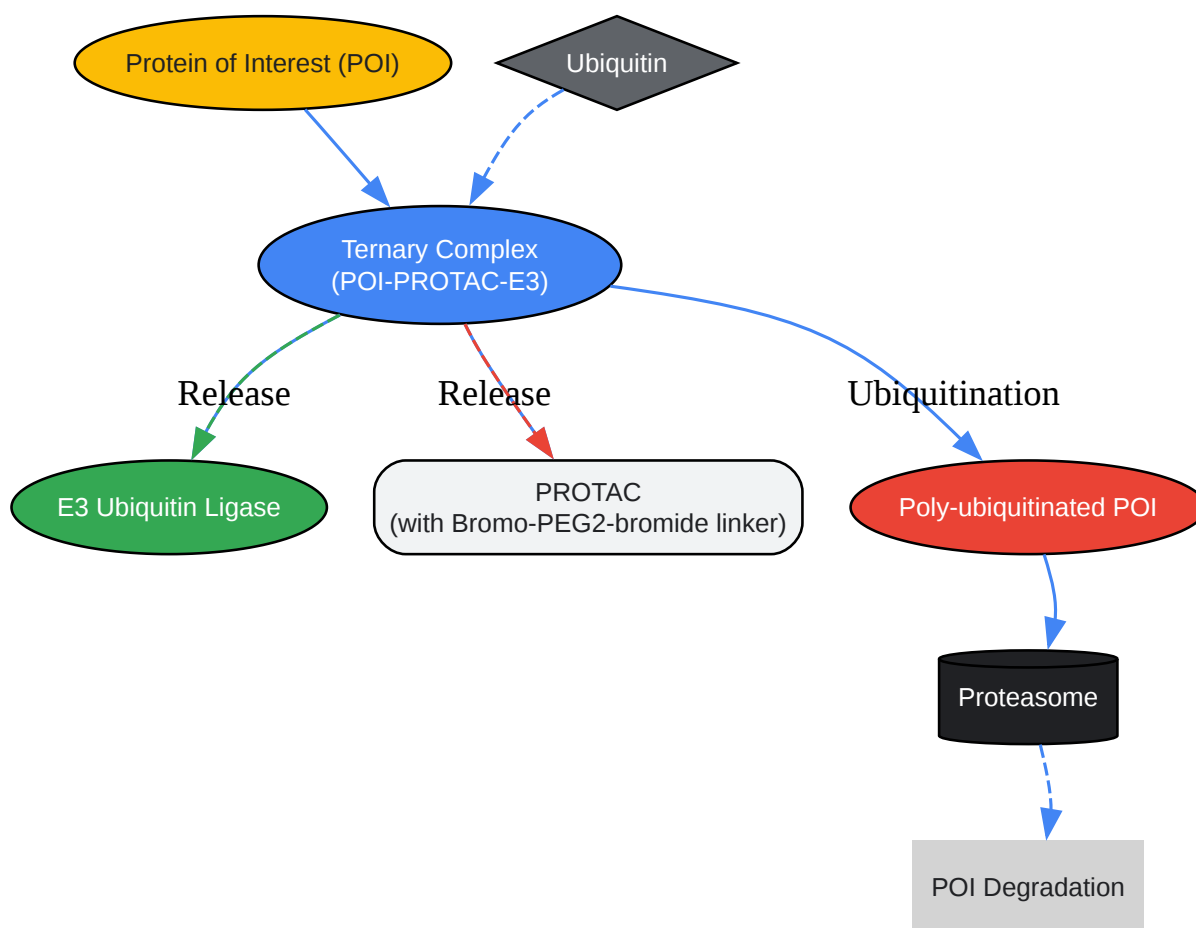 Protein of Interest (POI)
Ubiquitin
Ternary Complex
(POI-PROTAC-E3)
Release
Release
Ubiquitination
E3 Ubiquitin Ligase
PROTAC
(with Bromo-PEG2-bromide linker)
Poly-ubiquitinated POI
Proteasome
POI Degradation